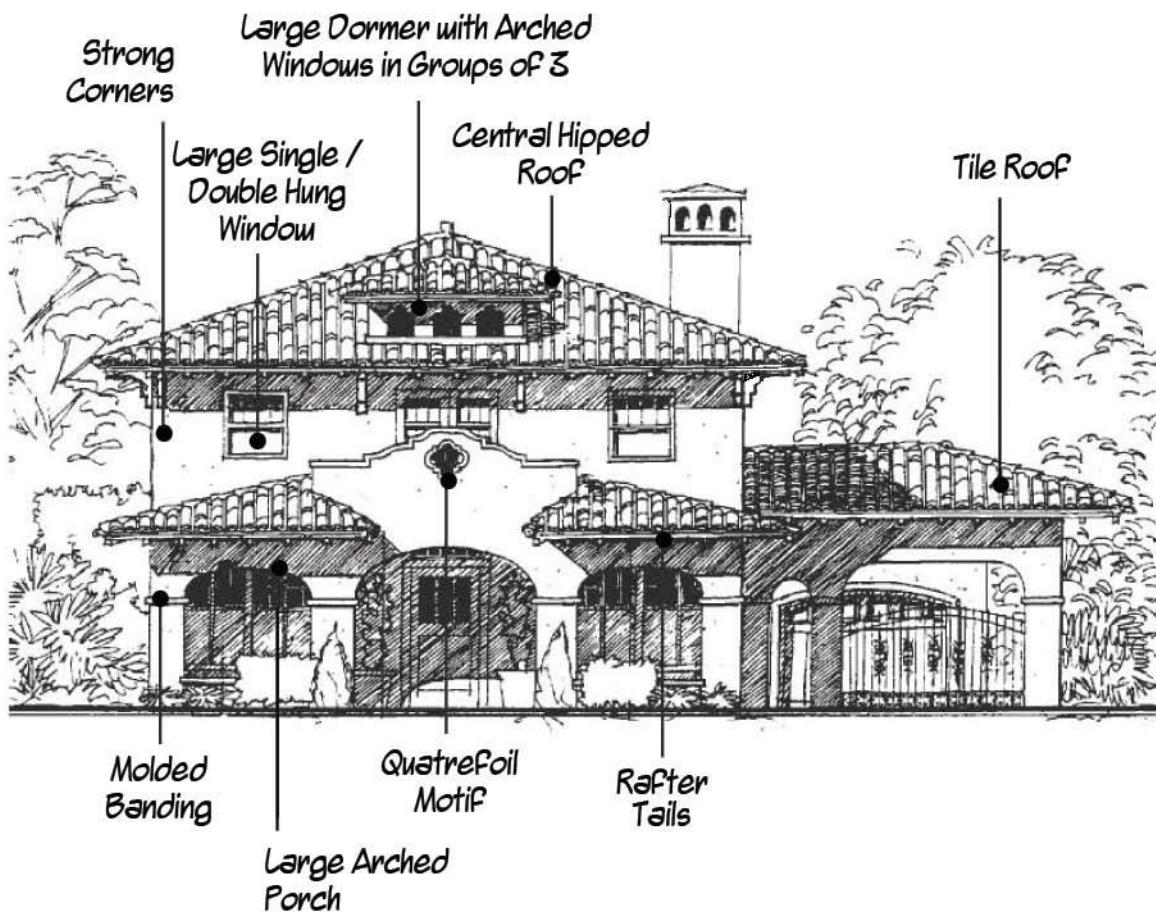 Large Dormer with Arched
Windows in Groups of 3
Strong
Corners
Large Single /
Double Hung
Window
Central Hipped
Roof
Tile Roof
Molded
Banding
Large Arched
Porch
Quatrefoil
Motif
Rafter
Tails